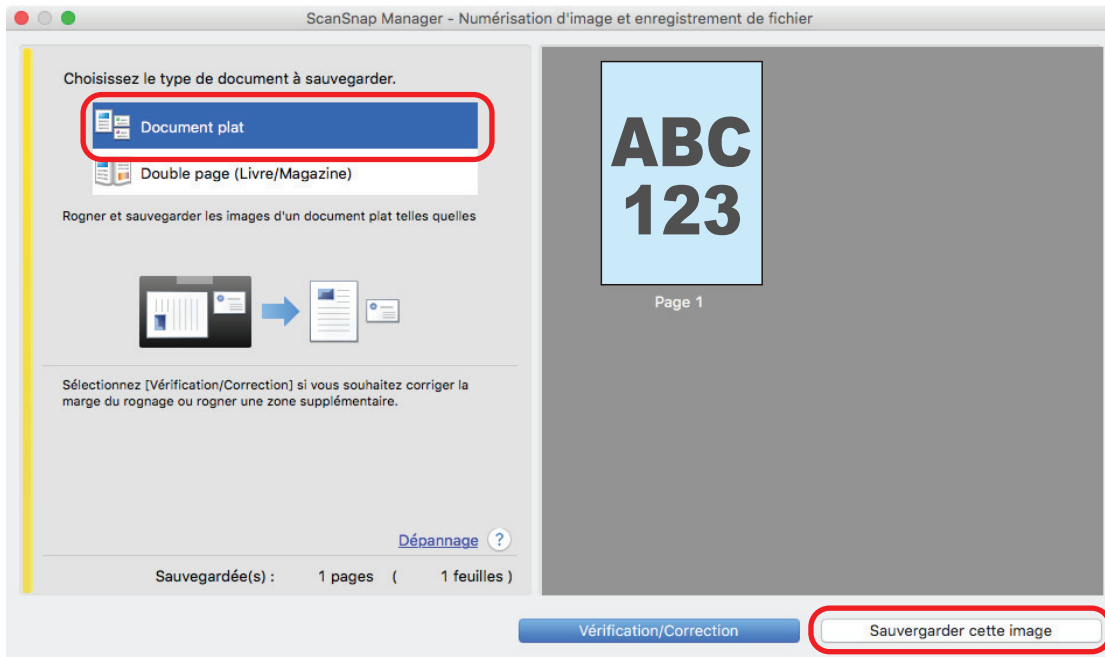 ScanSnap Manager - Numérisation d'image et enregistrement de fichier
Choisissez le type de document à sauvegarder.
Document plat
Double page (Livre/Magazine)
Rogner et sauvegarder les images d'un document plat telles quelles
Sélectionnez [Vérification/Correction] si vous souhaitez corriger la
marge du rognage ou rogner une zone supplémentaire.
Dépannage ?
Sauvegardée(s) : 1 pages ( 1 feuilles )
ABC
123
Page 1
Vérification/Correction
Sauvergarder cette image